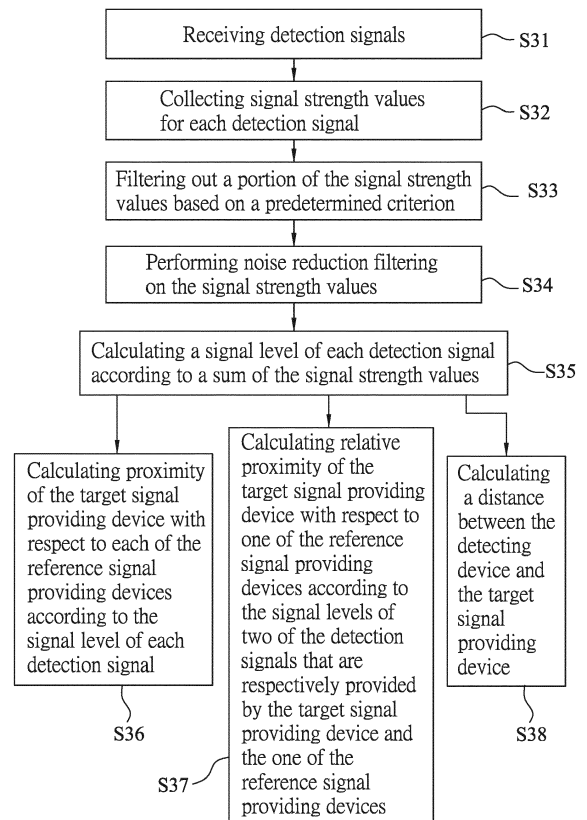 Receiving detection signals
S31
Collecting signal strength values
for each detection signal
S32
Filtering out a portion of the signal strength
values based on a predetermined criterion
S33
Performing noise reduction filtering
on the signal strength values
S34
Calculating a signal level of each detection signal
according to a sum of the signal strength values
S35
Calculating proximity
of the target signal
providing device with
respect to each of the
reference signal
providing devices
according to the
signal level of each
detection signal
S36
Calculating relative
proximity of the
target signal providing
device with respect to
one of the reference
signal providing
devices according to
the signal levels of
two of the detection
signals that are
respectively provided
by the target signal
providing device and
the one of the
reference signal
providing devices
S37
Calculating
a distance
between the
detecting
device and
the target
signal
providing
device
S38